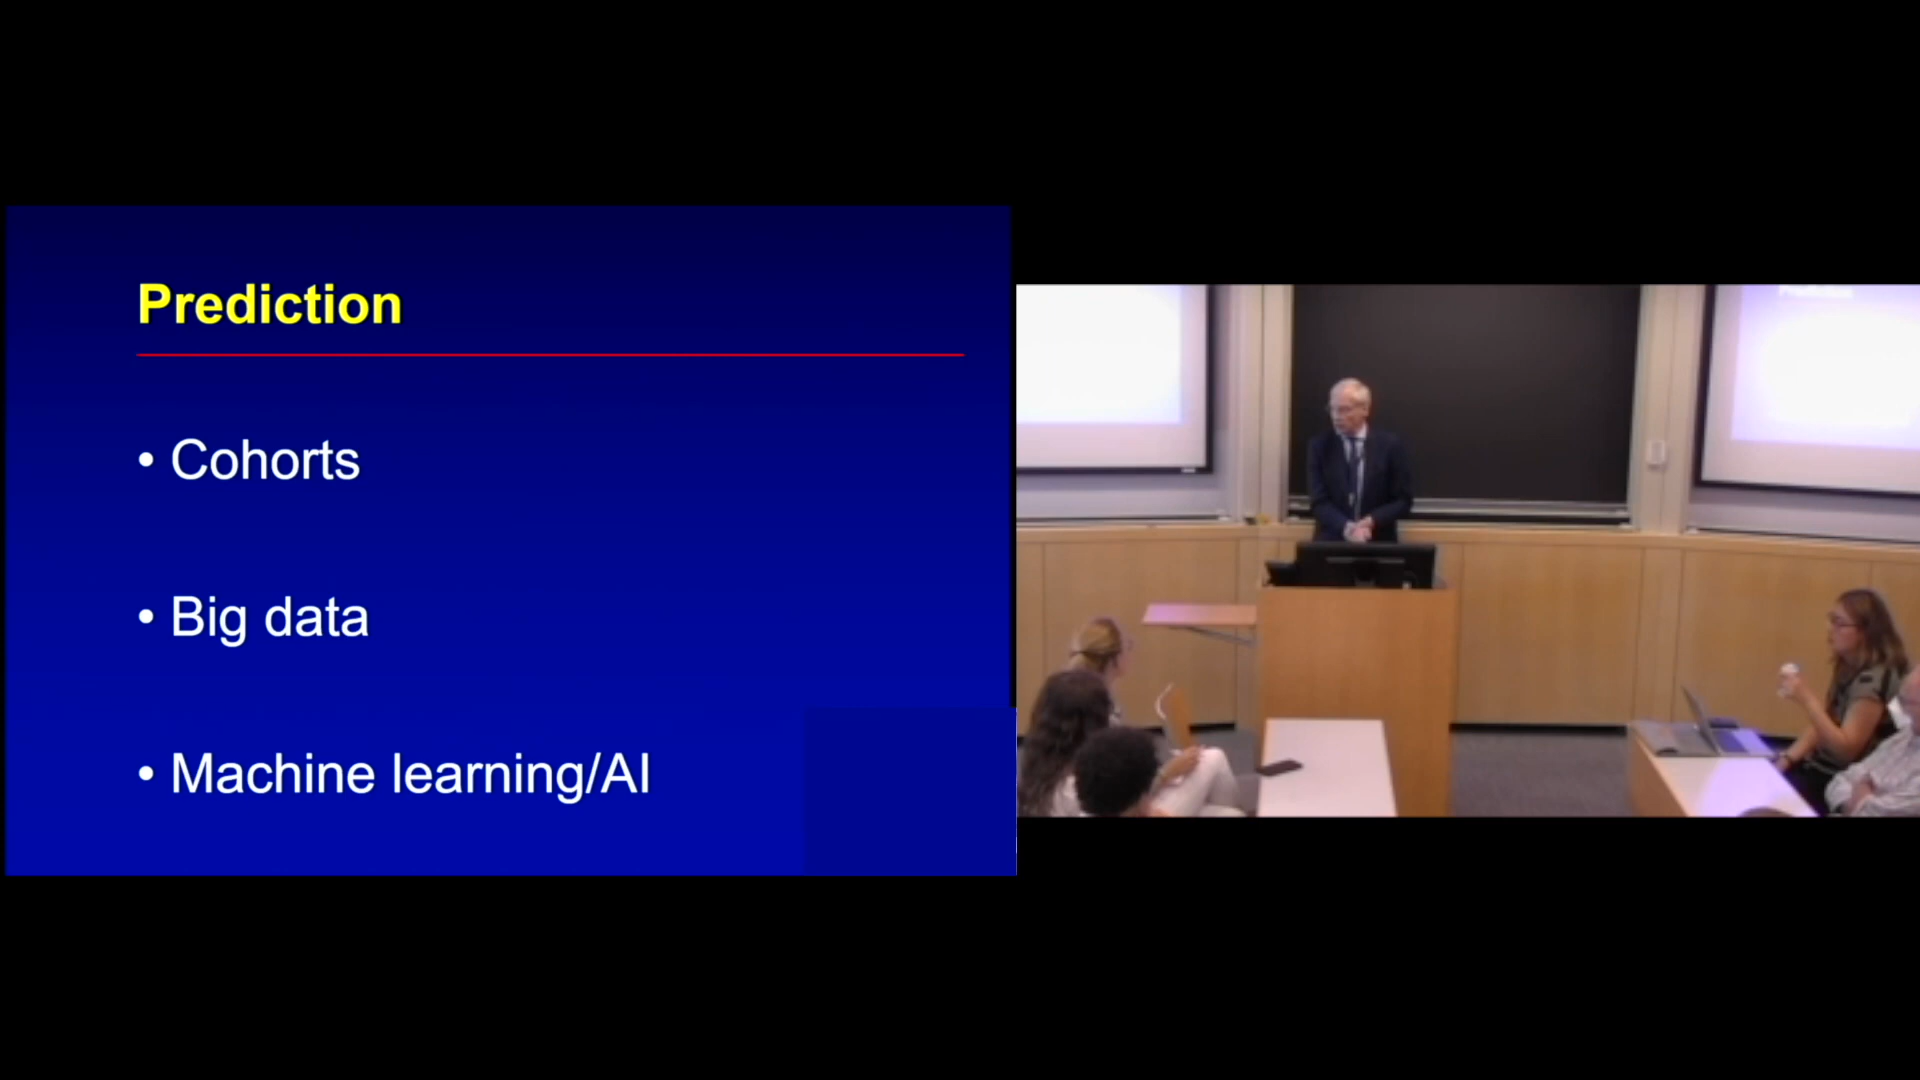 Prediction
• Cohorts
• Big data
• Machine learning/AI